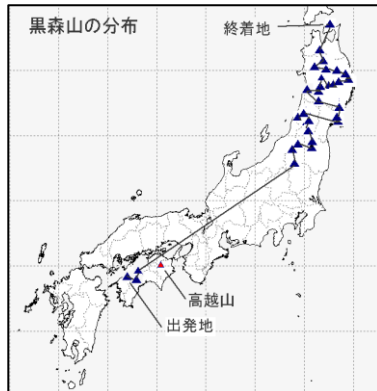 黒森山の分布
終着地
高越山
出発地